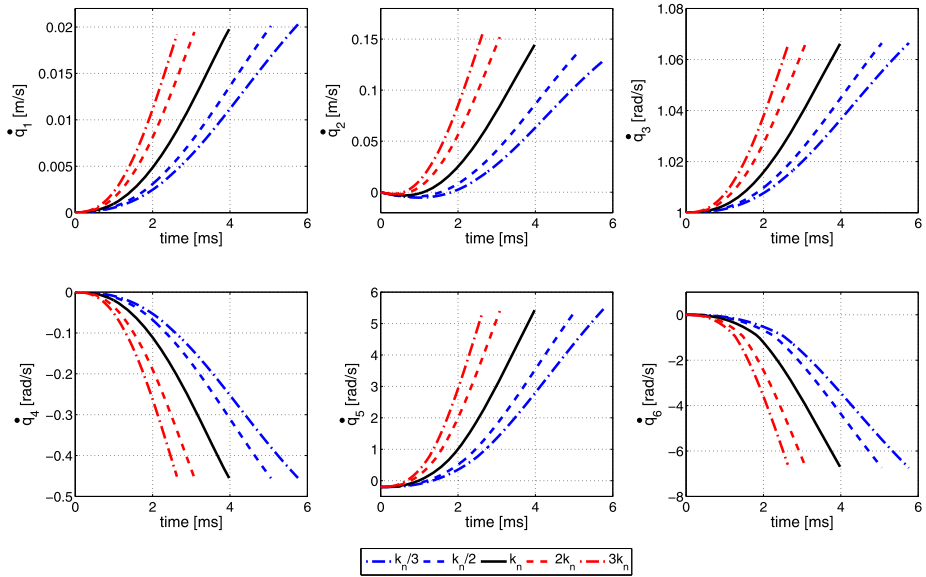 0.02
0.015
0.01
0.005
0
q̇₁ [m/s]
0 2 4 6
time [ms]
0.15
0.1
0.05
0
q̇₂ [m/s]
0 2 4 6
time [ms]
1.08
1.06
1.04
1.02
1
q̇₃ [rad/s]
0 2 4 6
time [ms]
0
−0.1
−0.2
−0.3
−0.4
−0.5
q̇₄ [rad/s]
0 2 4 6
time [ms]
6
5
4
3
2
1
0
q̇₅ [rad/s]
0 2 4 6
time [ms]
0
−2
−4
−6
−8
q̇₆ [rad/s]
0 2 4 6
time [ms]
kₙ/3 kₙ/2 kₙ 2kₙ 3kₙ